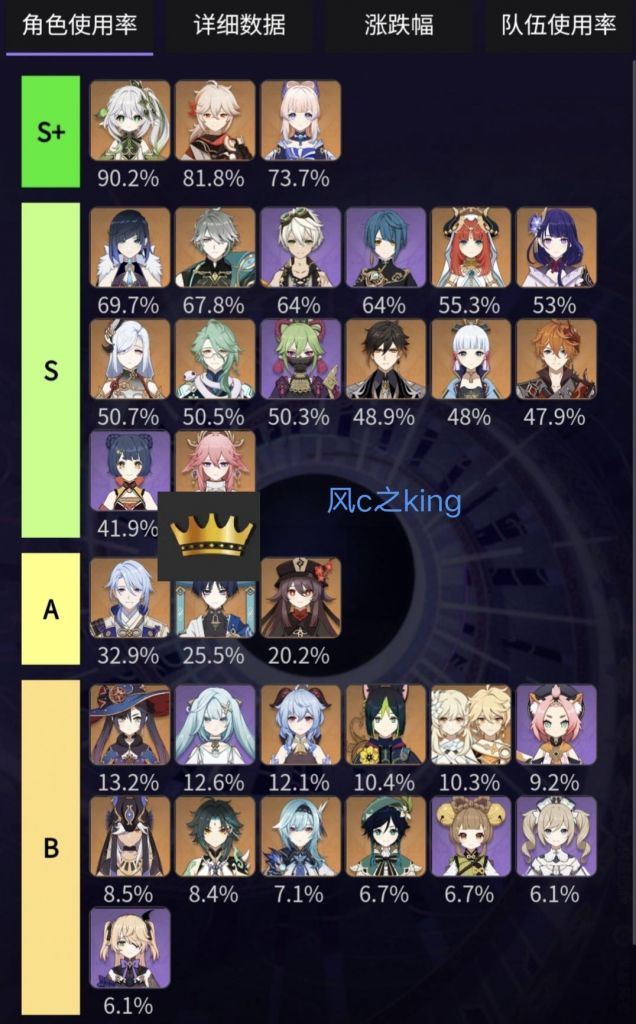 角色使用率 详细数据 涨跌幅 队伍使用率
S+
90.2% 81.8% 73.7%
S
69.7% 67.8% 64% 64% 55.3% 53%
50.7% 50.5% 50.3% 48.9% 48% 47.9%
风c之king
41.9%
A
32.9% 25.5% 20.2%
B
13.2% 12.6% 12.1% 10.4% 10.3% 9.2%
8.5% 8.4% 7.1% 6.7% 6.7% 6.1%
6.1%